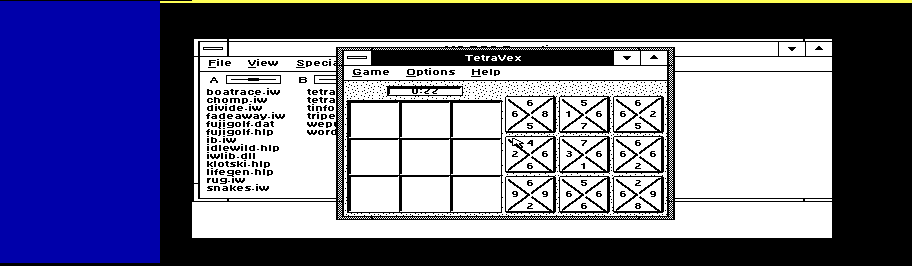 TetraVex
File View Specia
Game Options Help
A B
0:22
boatrace.iw tetra
chomp.iw tetra
divide.iw tinfo
fadeaway.iw tripe
fujigolf.dat wepu
fujigolf.hlp word
ib.iw
idlewild.hlp
iwlib.dll
klotski.hlp
lifegen.hlp
rug.iw
snakes.iw
6 5 6
6 8 1 6 6 2
5 7 5
4 7 6
2 6 3 6 6 6
6 1 2
6 5 2
9 9 6 6 6 9
2 6 8